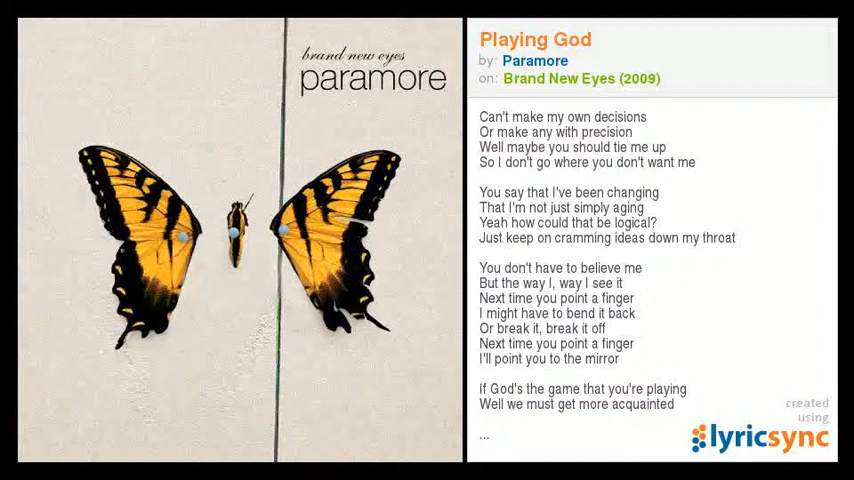 brand new eyes
paramore
Playing God
by: Paramore
on: Brand New Eyes (2009)
Can't make my own decisions
Or make any with precision
Well maybe you should tie me up
So I don't go where you don't want me
You say that I've been changing
That I'm not just simply aging
Yeah how could that be logical?
Just keep on cramming ideas down my throat
You don't have to believe me
But the way I, way I see it
Next time you point a finger
I might have to bend it back
Or break it, break it off
Next time you point a finger
I'll point you to the mirror
If God's the game that you're playing
Well we must get more acquainted
...
created
using
lyricsync